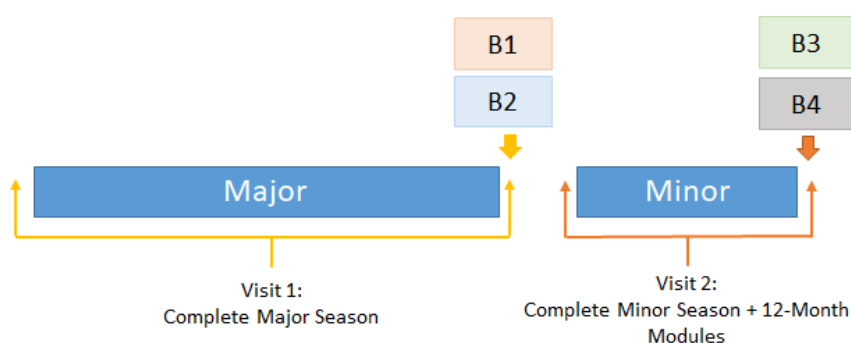 B1
B2
B3
B4
Major
Minor
Visit 1:
Complete Major Season
Visit 2:
Complete Minor Season + 12-Month
Modules